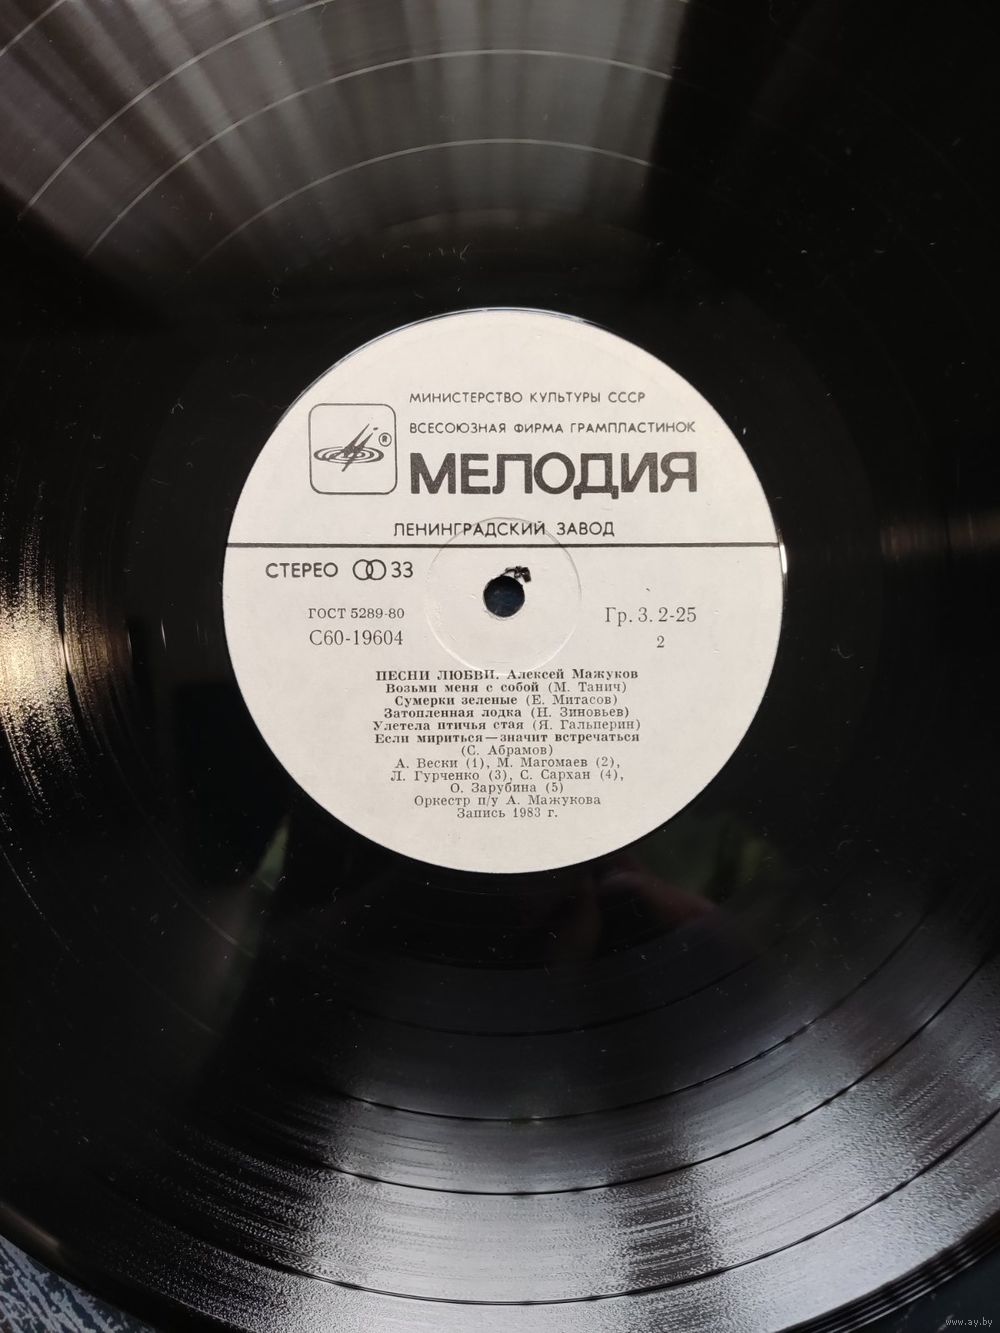 МИНИСТЕРСТВО КУЛЬТУРЫ СССР
ВСЕСОЮЗНАЯ ФИРМА ГРАМПЛАСТИНОК
®
МЕЛОДИЯ
ЛЕНИНГРАДСКИЙ ЗАВОД
СТЕРЕО 33
ГОСТ 5289-80
С60-19604
Гр. 3. 2-25
2
ПЕСНИ ЛЮБВИ. Алексей Мажуков
Возьми меня с собой (М. Танич)
Сумерки зеленые (Е. Митасов)
Затопленная лодка (Н. Зиновьев)
Улетела птичья стая (Я. Гальперин)
Если мириться—значит встречаться
(С. Абрамов)
А. Вески (1), М. Магомаев (2),
Л. Гурченко (3), С. Сархан (4),
О. Зарубина (5)
Оркестр п/у А. Мажукова
Запись 1983 г.
www.ay.by